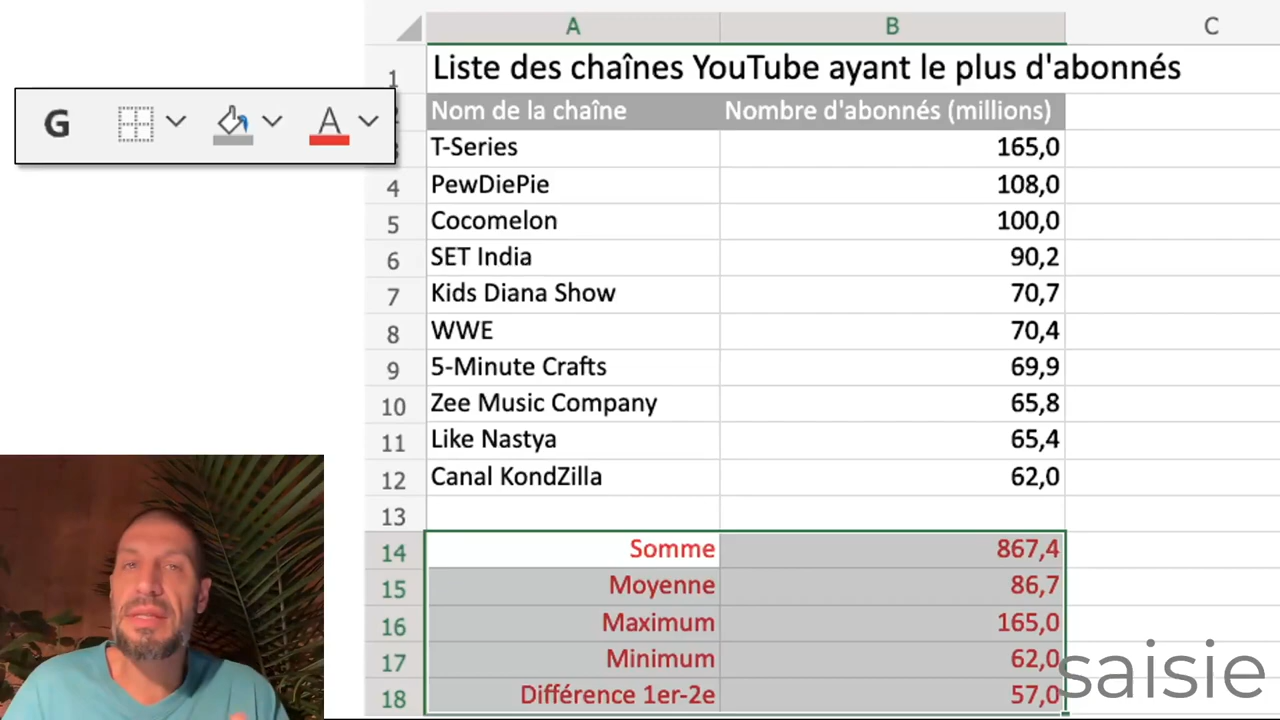 A B C
1 Liste des chaînes YouTube ayant le plus d'abonnés
G A
Nom de la chaîne Nombre d'abonnés (millions)
T-Series 165,0
4 PewDiePie 108,0
5 Cocomelon 100,0
6 SET India 90,2
7 Kids Diana Show 70,7
8 WWE 70,4
9 5-Minute Crafts 69,9
10 Zee Music Company 65,8
11 Like Nastya 65,4
12 Canal KondZilla 62,0
13
14 Somme 867,4
15 Moyenne 86,7
16 Maximum 165,0
17 Minimum 62,0
18 Différence 1er-2e 57,0
saisie